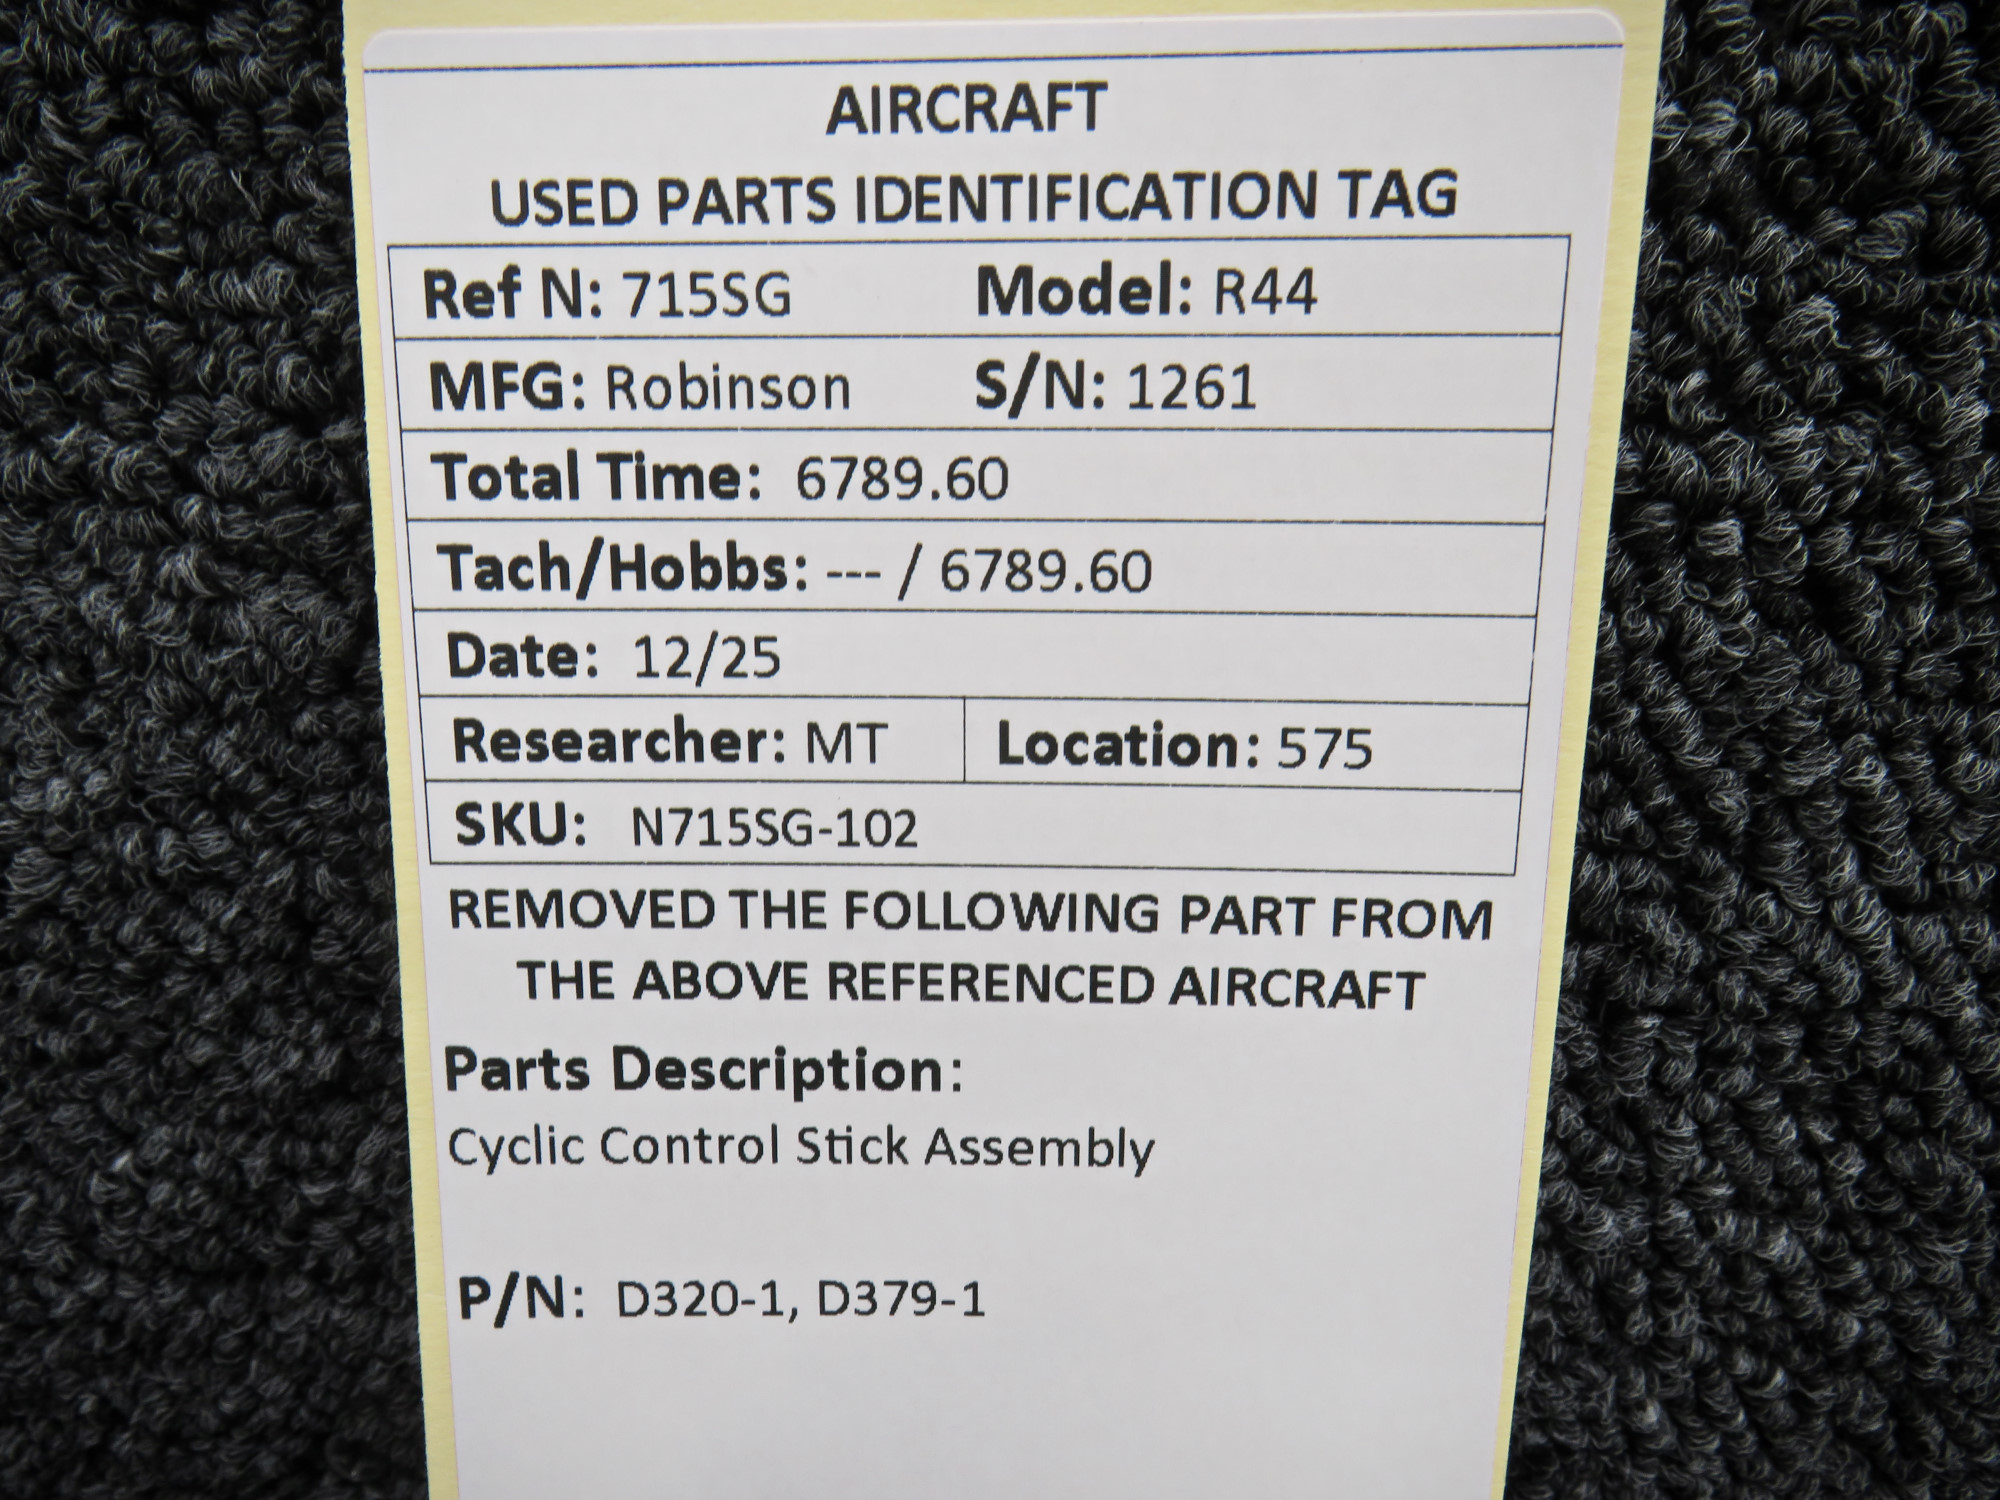 AIRCRAFT
USED PARTS IDENTIFICATION TAG
Ref N: 715SG Model: R44
MFG: Robinson S/N: 1261
Total Time: 6789.60
Tach/Hobbs: --- / 6789.60
Date: 12/25
Researcher: MT Location: 575
SKU: N715SG-102
REMOVED THE FOLLOWING PART FROM
THE ABOVE REFERENCED AIRCRAFT
Parts Description:
Cyclic Control Stick Assembly
P/N: D320-1, D379-1